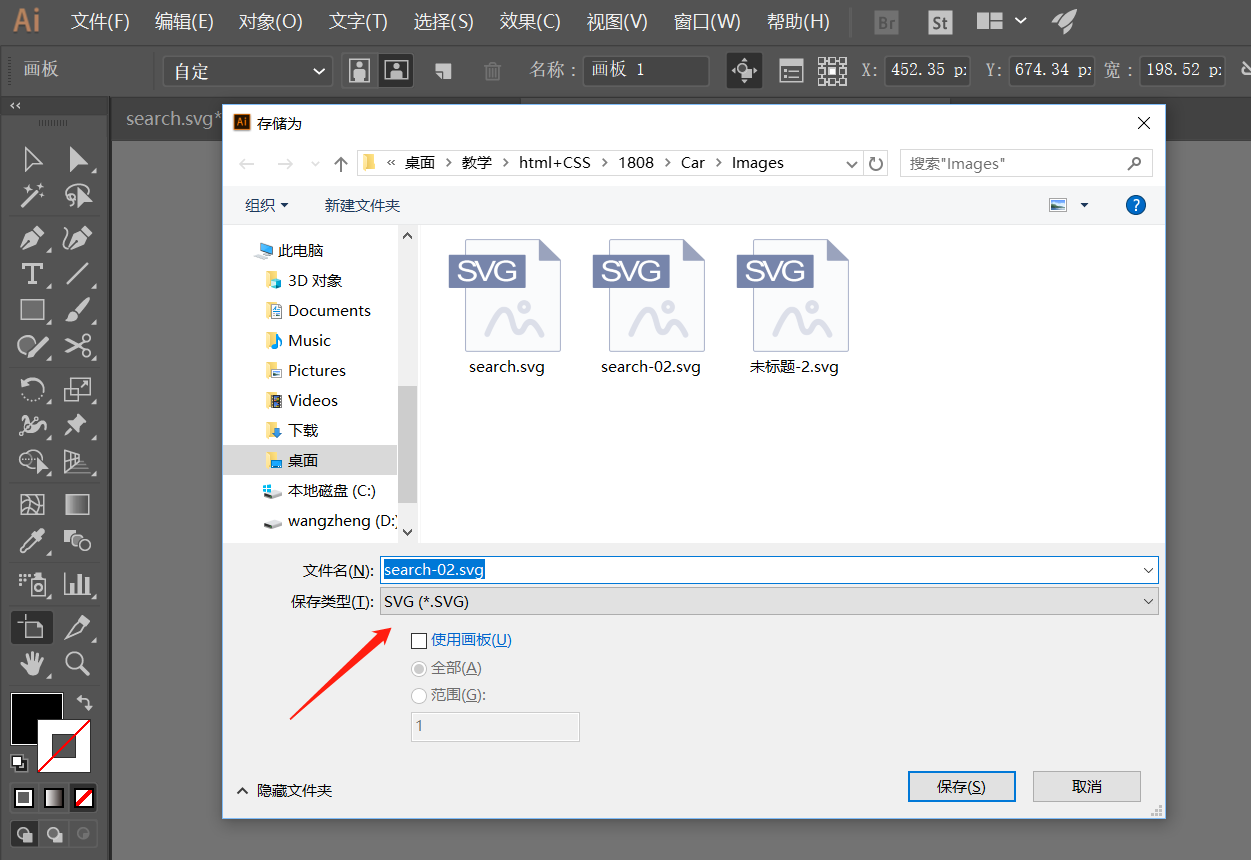 Ai 文件(F) 编辑(E) 对象(O) 文字(T) 选择(S) 效果(C) 视图(V) 窗口(W) 帮助(H) Br St
画板 自定 名称： 画板 1 X: 452.35 p: Y: 674.34 p: 宽： 198.52 p:
search.svg*
Ai 存储为
« 桌面 › 教学 › html+CSS › 1808 › Car › Images
搜索"Images"
组织 新建文件夹 ?
此电脑
3D 对象
Documents
Music
Pictures
Videos
下载
桌面
本地磁盘 (C:)
wangzheng (D:)
SVG SVG SVG
search.svg search-02.svg 未标题-2.svg
文件名(N): search-02.svg
保存类型(T): SVG (*.SVG)
使用画板(U)
全部(A)
范围(G):
1
隐藏文件夹 保存(S) 取消